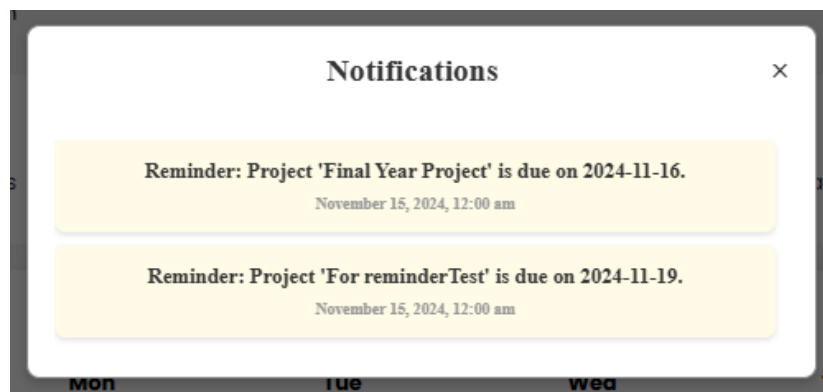 Notifications
×
Reminder: Project 'Final Year Project' is due on 2024-11-16.
November 15, 2024, 12:00 am
Reminder: Project 'For reminderTest' is due on 2024-11-19.
November 15, 2024, 12:00 am
Mon Tue Wed